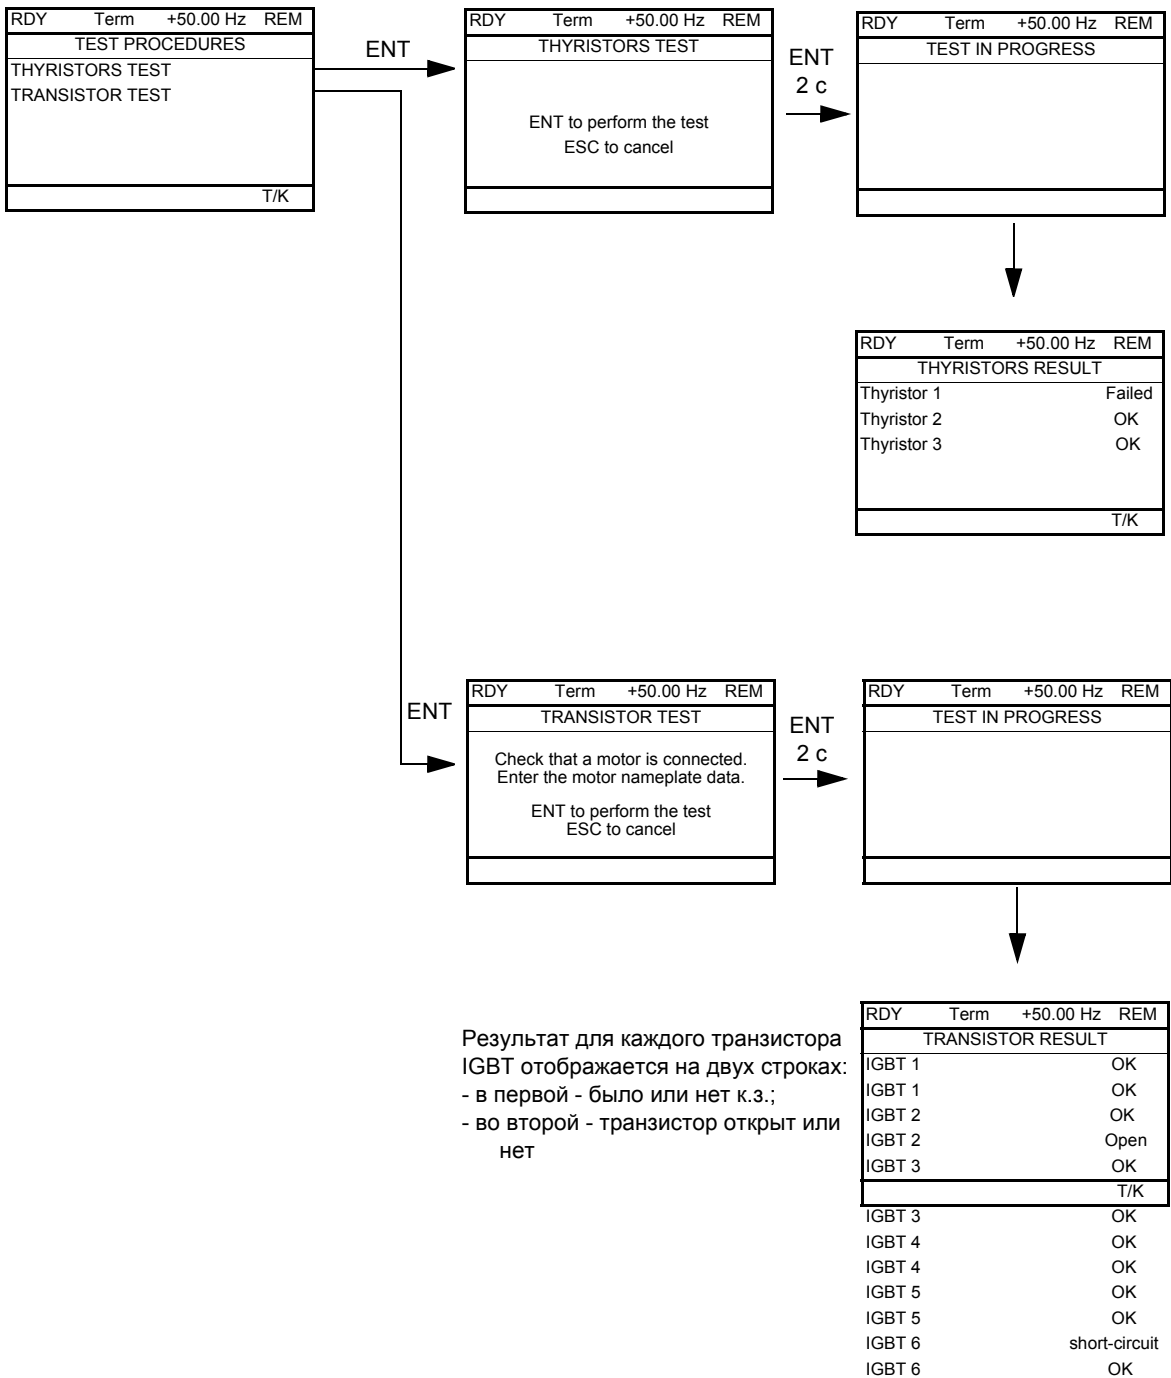 RDY Term +50.00 Hz REM
TEST PROCEDURES
THYRISTORS TEST
TRANSISTOR TEST
T/K
ENT
RDY Term +50.00 Hz REM
THYRISTORS TEST
ENT to perform the test
ESC to cancel
ENT
2 c
RDY Term +50.00 Hz REM
TEST IN PROGRESS
RDY Term +50.00 Hz REM
THYRISTORS RESULT
Thyristor 1 Failed
Thyristor 2 OK
Thyristor 3 OK
T/K
ENT
RDY Term +50.00 Hz REM
TRANSISTOR TEST
Check that a motor is connected.
Enter the motor nameplate data.
ENT to perform the test
ESC to cancel
ENT
2 c
RDY Term +50.00 Hz REM
TEST IN PROGRESS
Результат для каждого транзистора
IGBT отображается на двух строках:
- в первой - было или нет к.з.;
- во второй - транзистор открыт или
нет
RDY Term +50.00 Hz REM
TRANSISTOR RESULT
IGBT 1 OK
IGBT 1 OK
IGBT 2 OK
IGBT 2 Open
IGBT 3 OK
T/K
IGBT 3 OK
IGBT 4 OK
IGBT 4 OK
IGBT 5 OK
IGBT 5 OK
IGBT 6 short-circuit
IGBT 6 OK